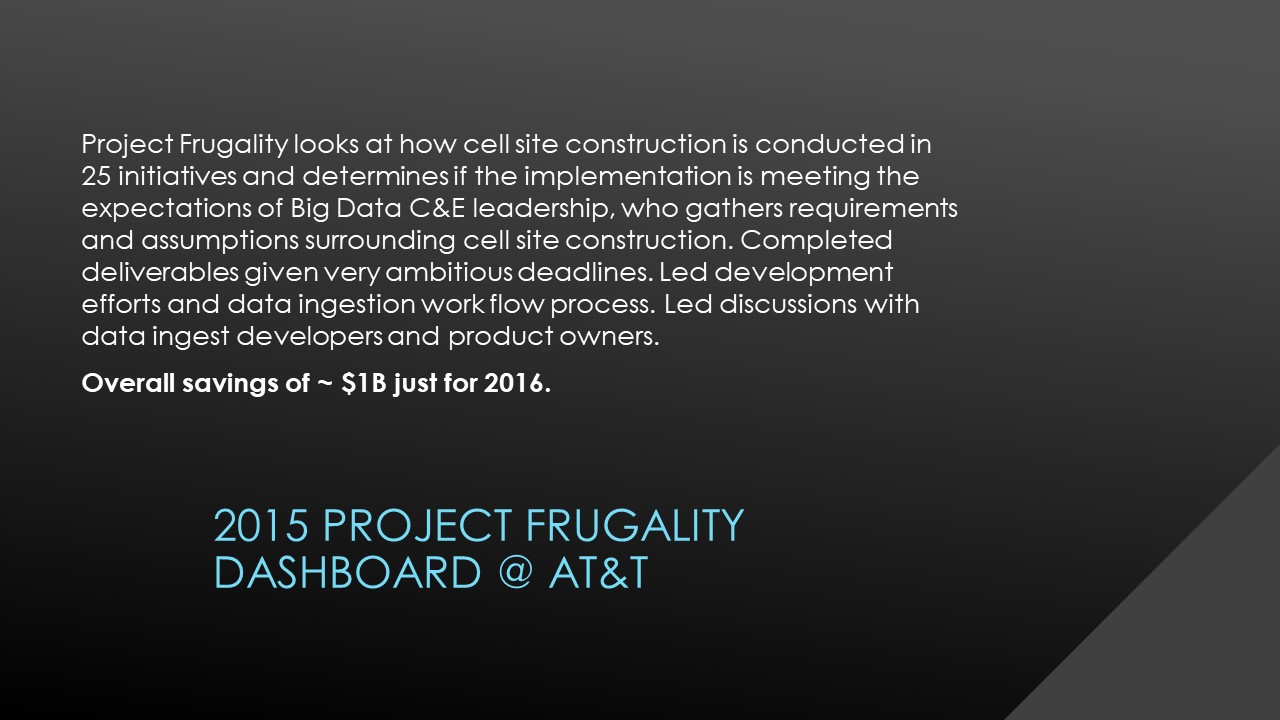 Project Frugality looks at how cell site construction is conducted in
25 initiatives and determines if the implementation is meeting the
expectations of Big Data C&E leadership, who gathers requirements
and assumptions surrounding cell site construction. Completed
deliverables given very ambitious deadlines. Led development
efforts and data ingestion work flow process. Led discussions with
data ingest developers and product owners.
Overall savings of ~ $1B just for 2016.
2015 PROJECT FRUGALITY
DASHBOARD @ AT&T